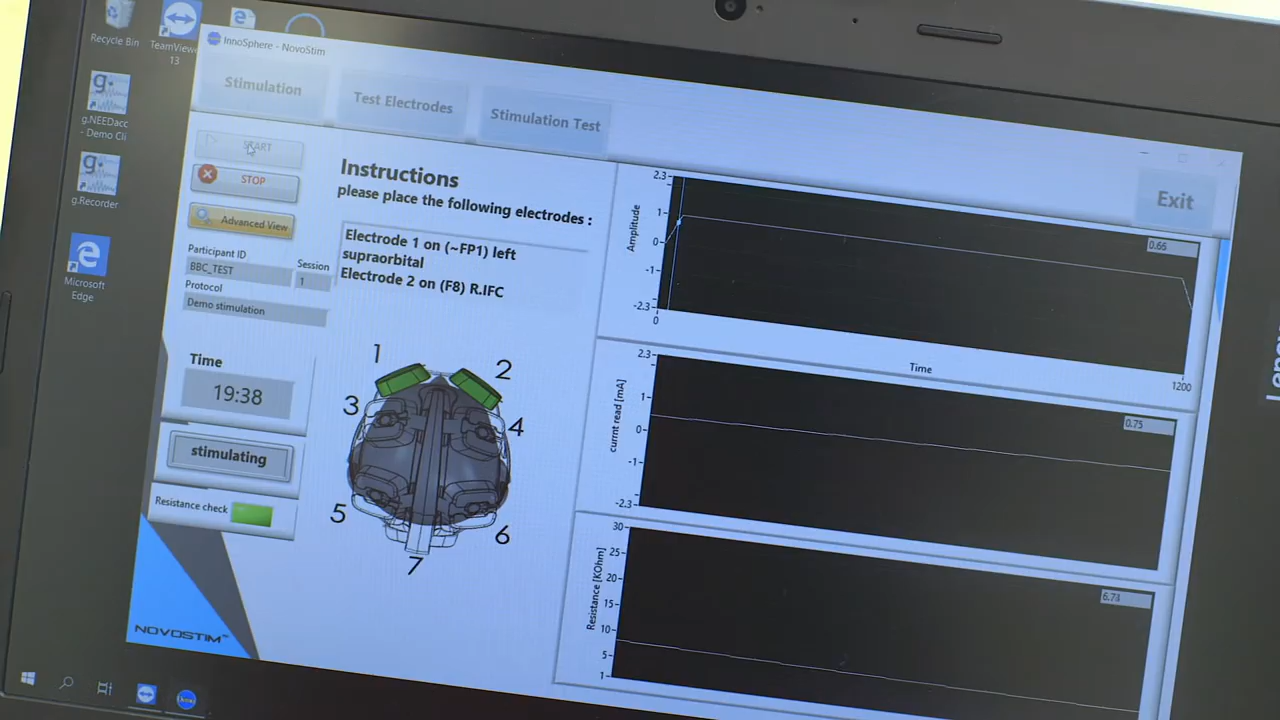 Recycle Bin
TeamViewer
13
g.NEEDacc
- Demo Cli
g.Recorder
Microsoft
Edge
InnoSphere - NovoStim
Stimulation
Test Electrodes
Stimulation Test
Exit
START
STOP
Advanced View
Participant ID
BBC_TEST
Session
1
Protocol
Demo stimulation
Time
19:38
stimulating
Resistance check
NOVOSTIM
Instructions
please place the following electrodes :
Electrode 1 on (~FP1) left
supraorbital
Electrode 2 on (F8) R.IFC
1
2
3
4
5
6
7
Amplitude
2.3
1
0
-1
-2.3
0
0.65
Time
1200
currnt read [mA]
2.3
1
0
-1
-2.3
0.75
Resistance [KOhm]
30
25
20
15
10
5
1
6.73